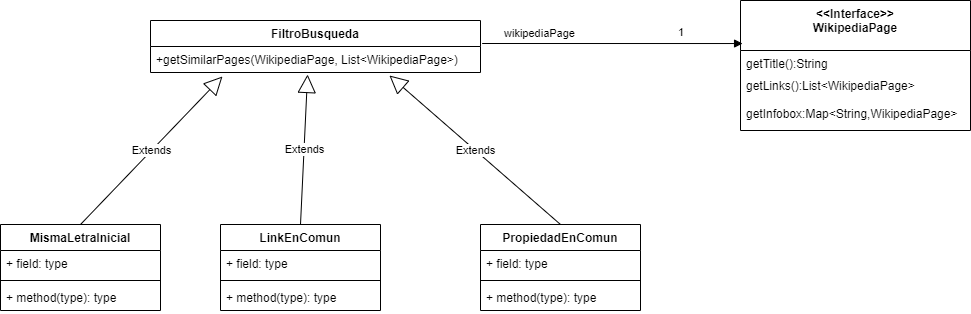 <<Interface>>
WikipediaPage
getTitle():String
getLinks():List<WikipediaPage>
getInfobox:Map<String,WikipediaPage>
FiltroBusqueda
+getSimilarPages(WikipediaPage, List<WikipediaPage>)
wikipediaPage
1
Extends
Extends
Extends
MismaLetraInicial
+ field: type
+ method(type): type
LinkEnComun
+ field: type
+ method(type): type
PropiedadEnComun
+ field: type
+ method(type): type